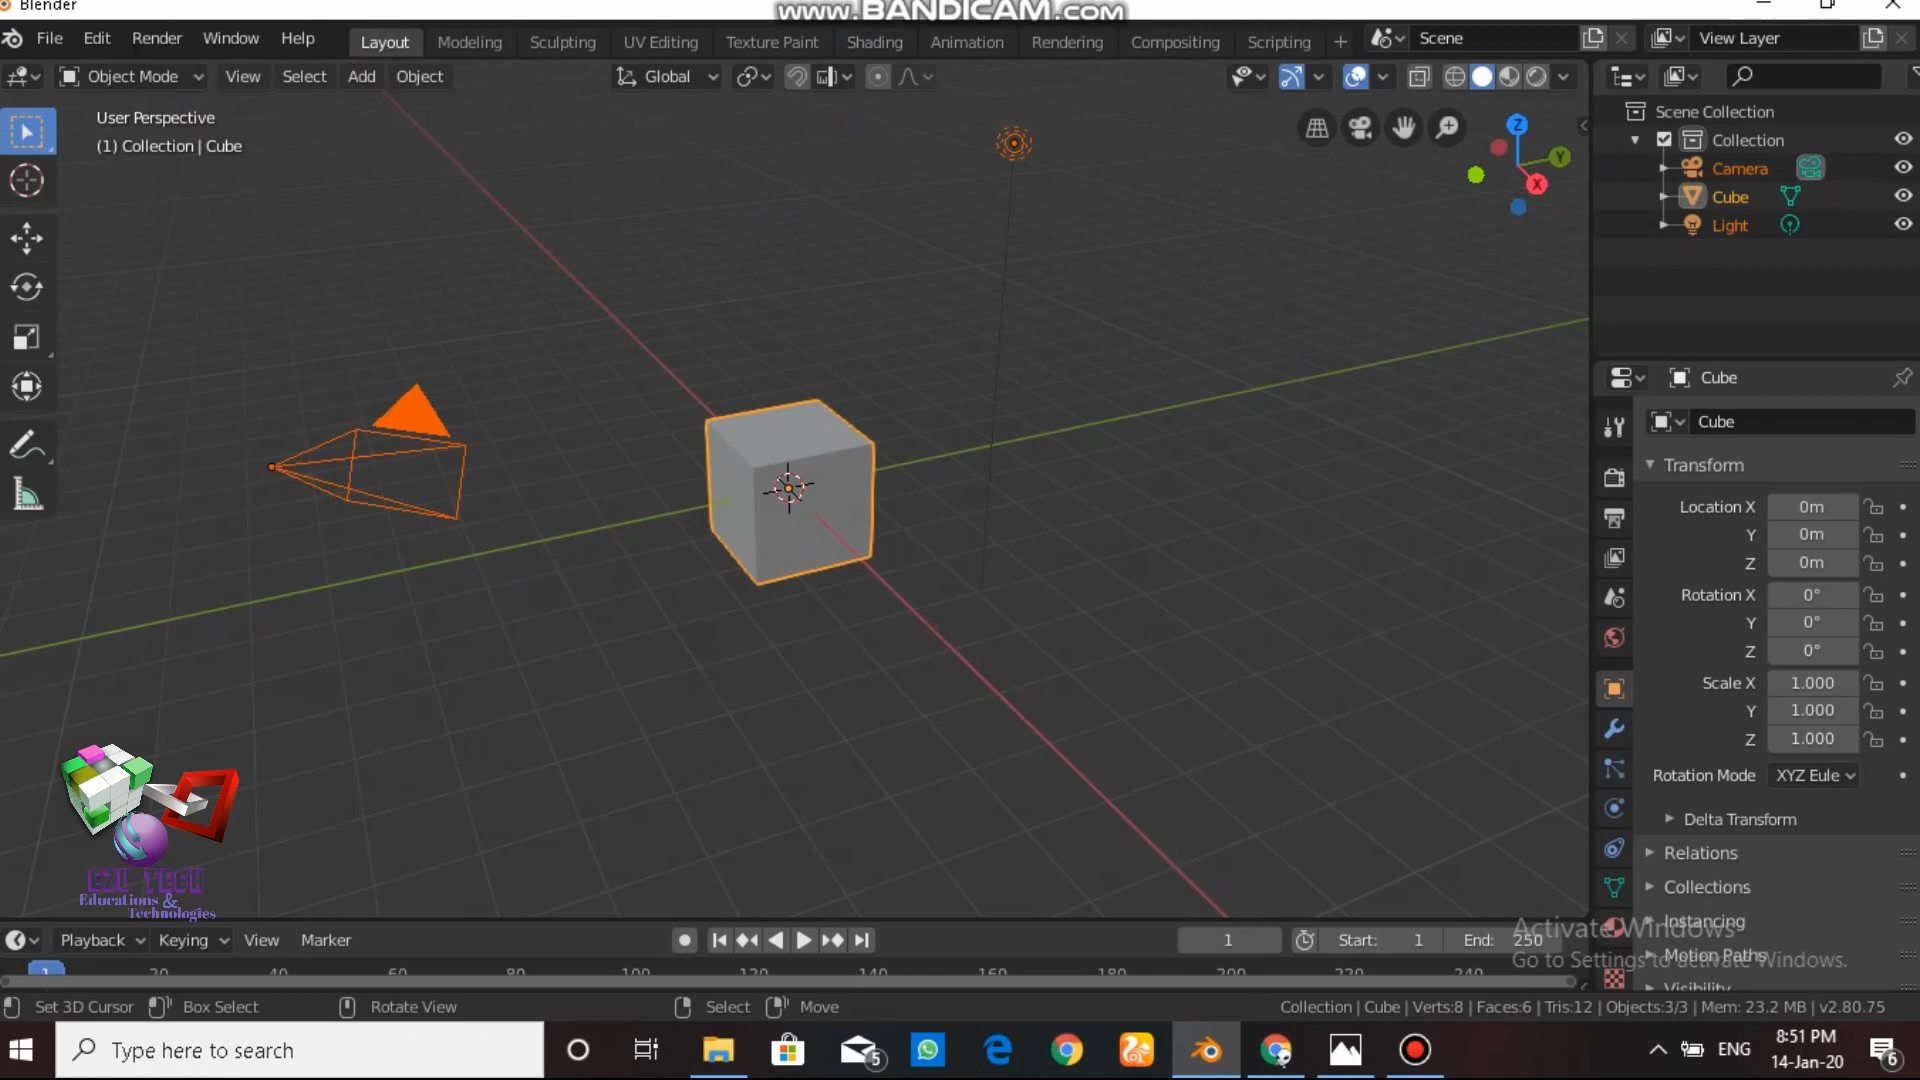 Blender
www.BANDICAM.com
File Edit Render Window Help
Layout Modeling Sculpting UV Editing Texture Paint Shading Animation Rendering Compositing Scripting +
Scene
View Layer
Object Mode View Select Add Object
Global
User Perspective
(1) Collection | Cube
Z
Y
X
Scene Collection
Collection
Camera
Cube
Light
Cube
Cube
Transform
Location X 0m
Y 0m
Z 0m
Rotation X 0°
Y 0°
Z 0°
Scale X 1.000
Y 1.000
Z 1.000
Rotation Mode XYZ Eule
Delta Transform
Relations
Collections
Instancing
Motion Paths
Visibility
Activate Windows
Go to Settings to activate Windows.
EZU TECH
Educations &
Technologies
Playback Keying View Marker
1
Start: 1
End: 250
1 20 40 60 80 100 120 140 160 180 200 220 240
Set 3D Cursor Box Select Rotate View Select Move
Collection | Cube | Verts:8 | Faces:6 | Tris:12 | Objects:3/3 | Mem: 23.2 MB | v2.80.75
Type here to search
5
ENG
8:51 PM
14-Jan-20
6